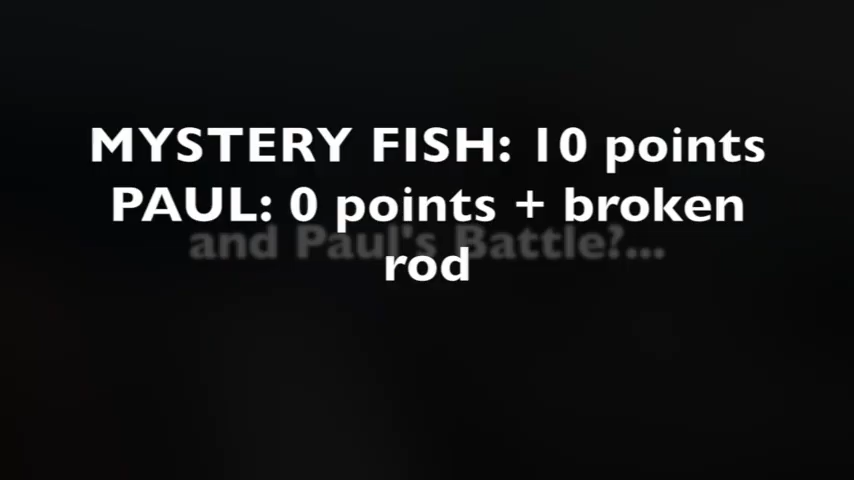 MYSTERY FISH: 10 points
PAUL: 0 points + broken
and Paul's Battle?...
rod